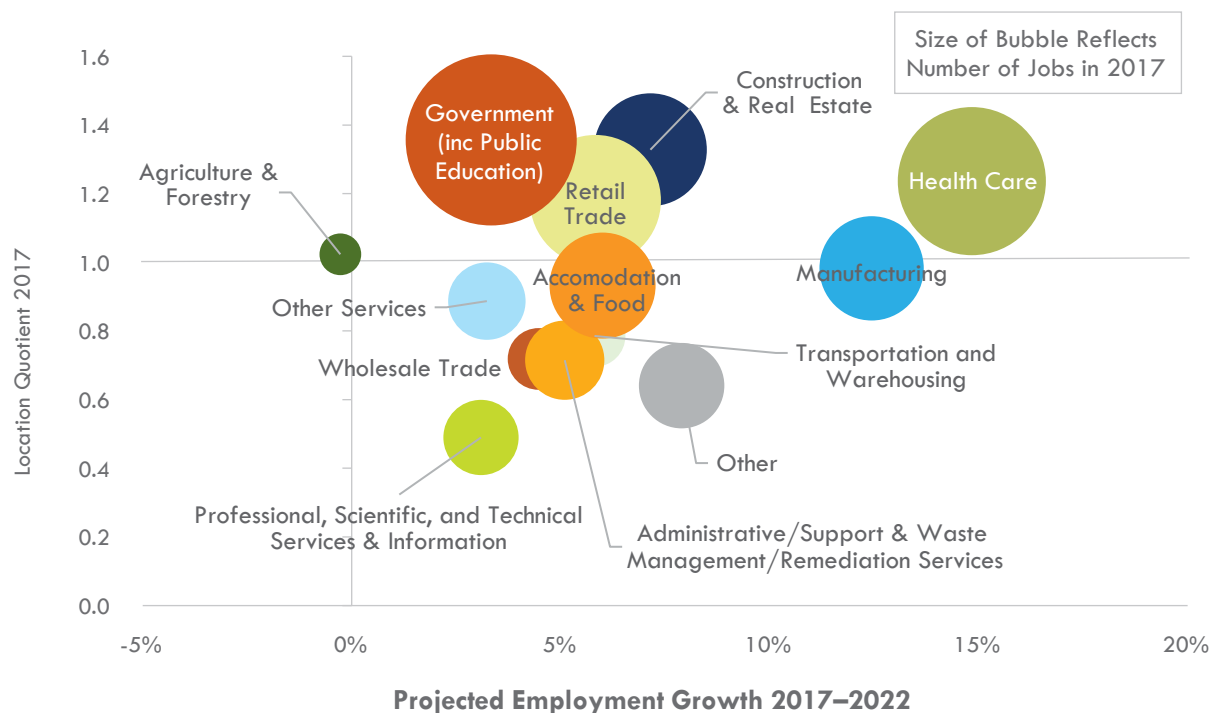 Size of Bubble Reflects
Number of Jobs in 2017
1.6
1.4
1.2
1.0
0.8
0.6
0.4
0.2
0.0
Location Quotient 2017
Construction
& Real Estate
Government
(inc Public
Education)
Agriculture &
Forestry
Retail
Trade
Health Care
Manufacturing
Accomodation
& Food
Other Services
Transportation and
Warehousing
Wholesale Trade
Other
Professional, Scientific, and Technical
Services & Information
Administrative/Support & Waste
Management/Remediation Services
-5%
0%
5%
10%
15%
20%
Projected Employment Growth 2017–2022